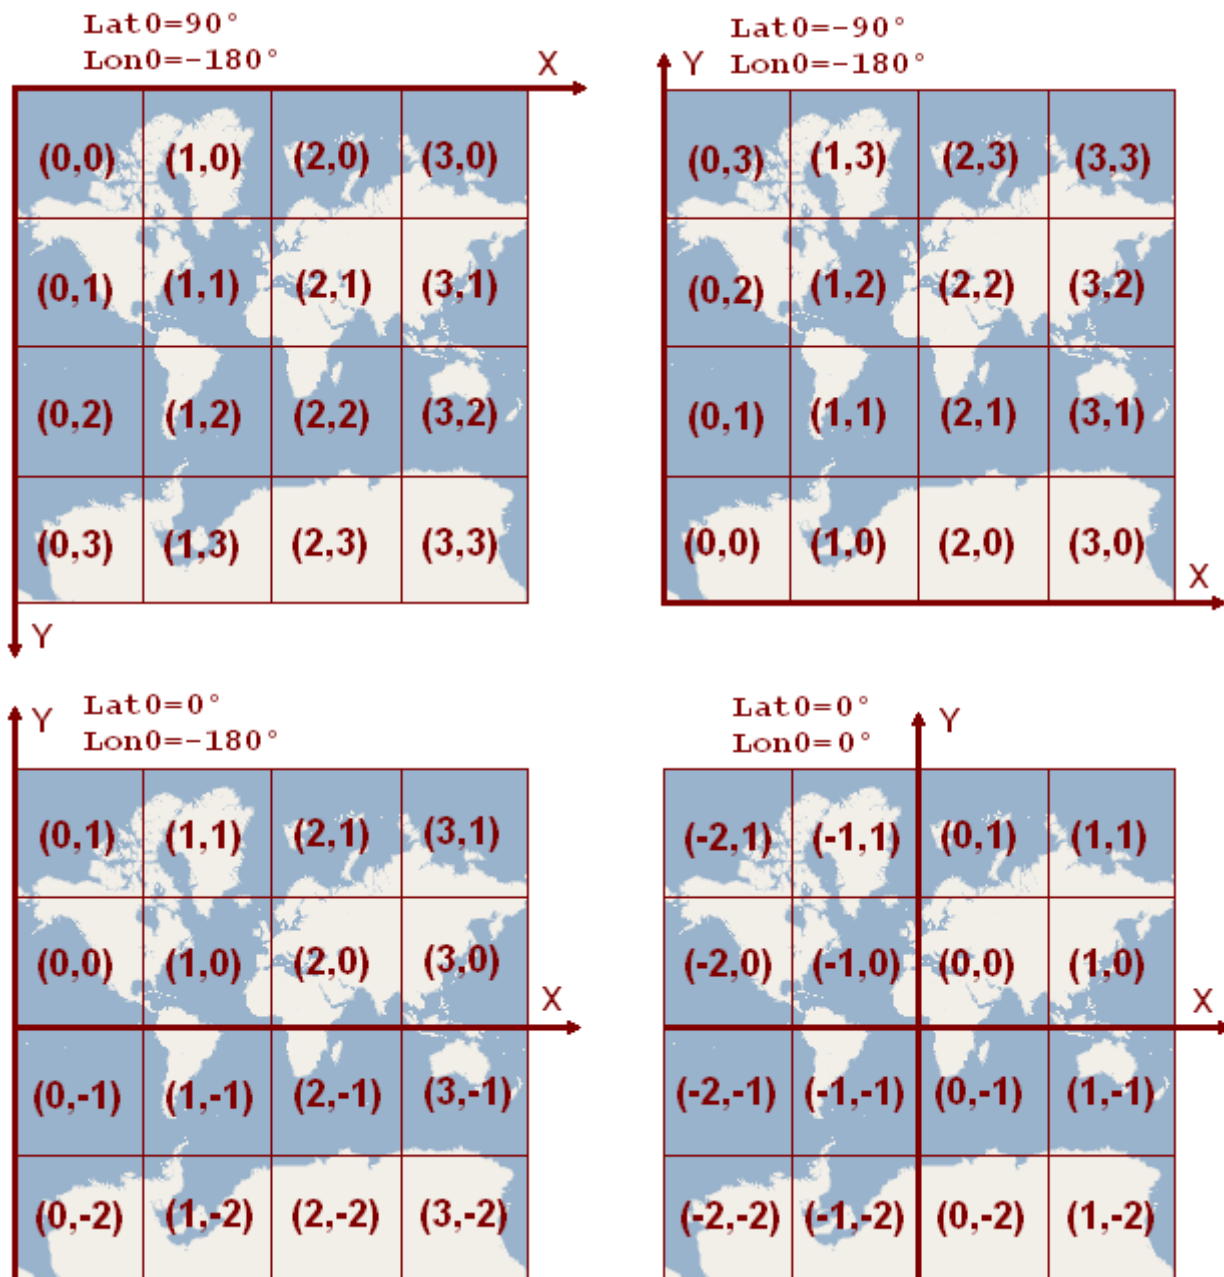 Lat0=90°
Lon0=-180°
X
(0,0) (1,0) (2,0) (3,0)
(0,1) (1,1) (2,1) (3,1)
(0,2) (1,2) (2,2) (3,2)
(0,3) (1,3) (2,3) (3,3)
Y
Lat0=-90°
Y Lon0=-180°
(0,3) (1,3) (2,3) (3,3)
(0,2) (1,2) (2,2) (3,2)
(0,1) (1,1) (2,1) (3,1)
(0,0) (1,0) (2,0) (3,0)
X
Lat0=0°
Y
Lon0=-180°
(0,1) (1,1) (2,1) (3,1)
(0,0) (1,0) (2,0) (3,0)
X
(0,-1) (1,-1) (2,-1) (3,-1)
(0,-2) (1,-2) (2,-2) (3,-2)
Lat0=0°
Y
Lon0=0°
(-2,1) (-1,1) (0,1) (1,1)
(-2,0) (-1,0) (0,0) (1,0)
X
(-2,-1) (-1,-1) (0,-1) (1,-1)
(-2,-2) (-1,-2) (0,-2) (1,-2)